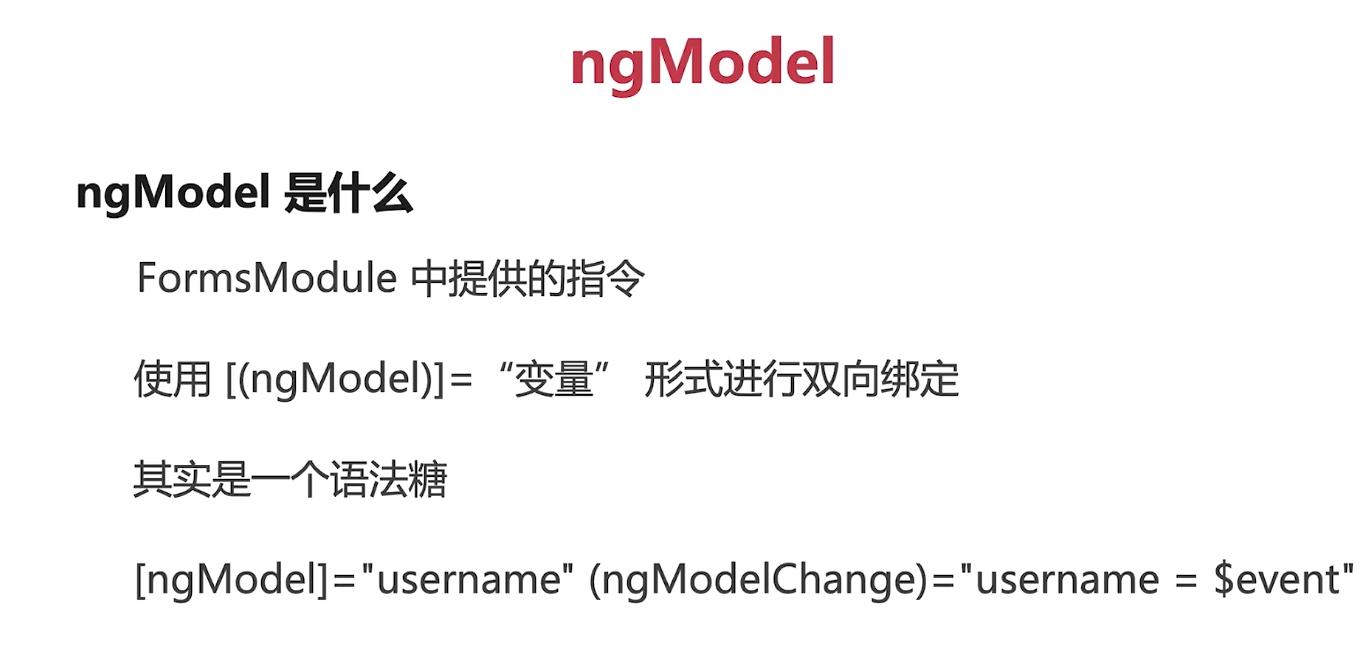 ngModel
ngModel 是什么
FormsModule 中提供的指令
使用 [(ngModel)]=“变量” 形式进行双向绑定
其实是一个语法糖
[ngModel]="username" (ngModelChange)="username = $event"